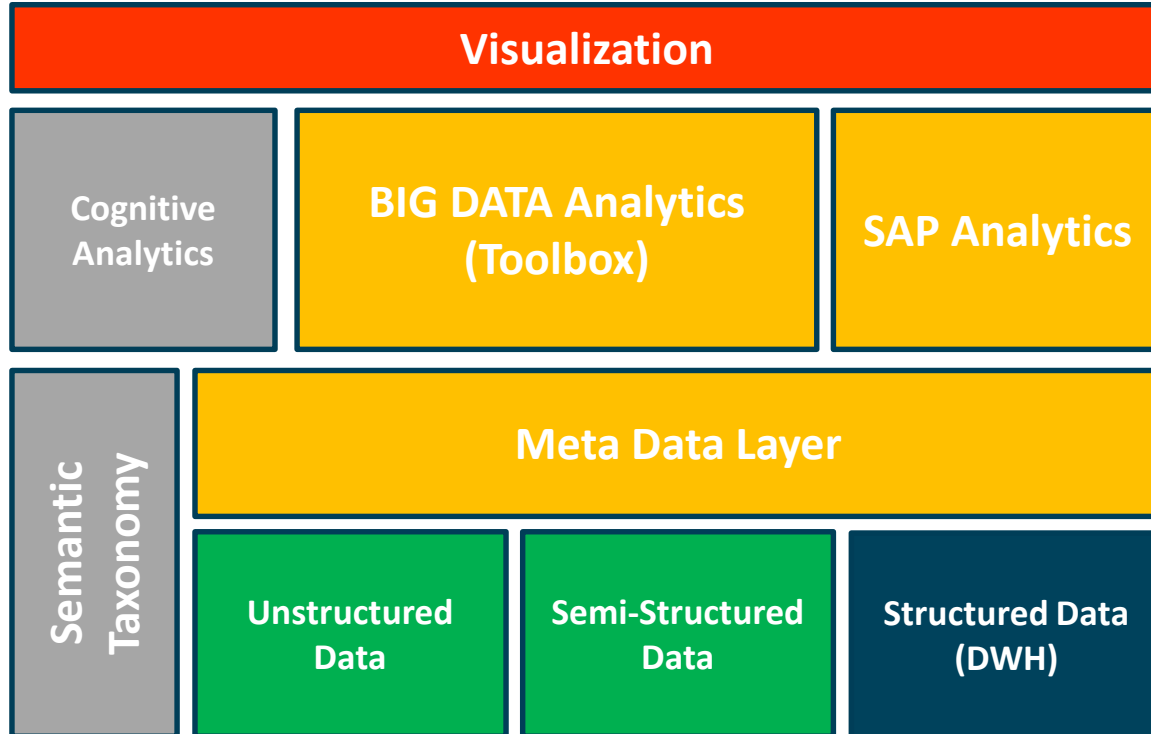 Visualization
Cognitive
Analytics
BIG DATA Analytics
(Toolbox)
SAP Analytics
Semantic
Taxonomy
Meta Data Layer
Unstructured
Data
Semi-Structured
Data
Structured Data
(DWH)